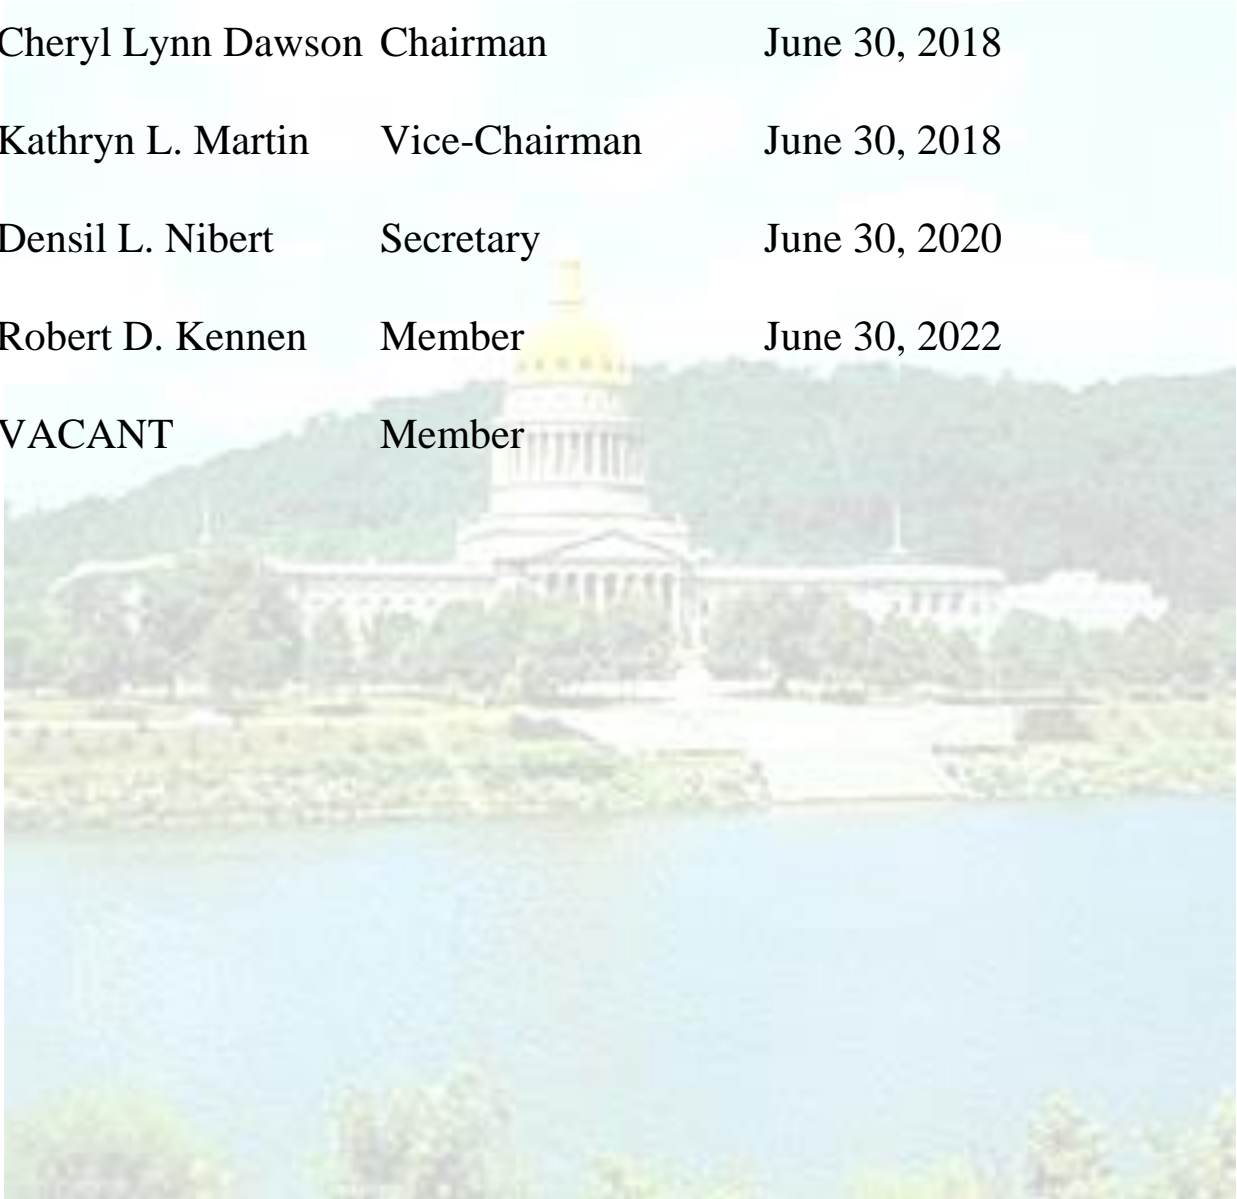 Cheryl Lynn Dawson Chairman June 30, 2018
Kathryn L. Martin Vice-Chairman June 30, 2018
Densil L. Nibert Secretary June 30, 2020
Robert D. Kennen Member June 30, 2022
VACANT Member